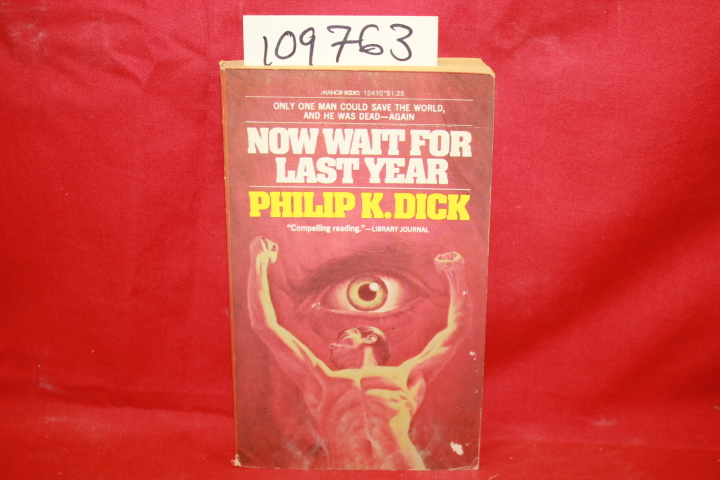 109763
MANOR BOOKS 12410*$1.25
ONLY ONE MAN COULD SAVE THE WORLD,
AND HE WAS DEAD—AGAIN
NOW WAIT FOR
LAST YEAR
PHILIP K. DICK
"Compelling reading."—LIBRARY JOURNAL